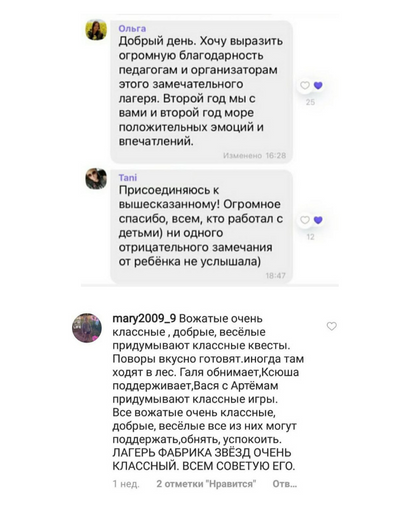 Ольга
Добрый день. Хочу выразить
огромную благодарность
педагогам и организаторам
этого замечательного
лагеря. Второй год мы с
вами и второй год море
положительных эмоций и
впечатлений.
25
Изменено 16:28
Tani
Присоединяюсь к
вышесказанному! Огромное
спасибо, всем, кто работал с
детьми) ни одного
отрицательного замечания
от ребёнка не услышала)
12
18:47
mary2009_9 Вожатые очень
классные , добрые, весёлые
придумывают классные квесты.
Поворы вкусно готовят.иногда там
ходят в лес. Галя обнимает,Ксюша
поддерживает,Вася с Артёмам
придумывают классные игры.
Все вожатые очень классные,
добрые, весёлые все из них могут
поддержать,обнять, успокоить.
ЛАГЕРЬ ФАБРИКА ЗВЁЗД ОЧЕНЬ
КЛАССНЫЙ. ВСЕМ СОВЕТУЮ ЕГО.
1 нед. 2 отметки "Нравится" Отв...